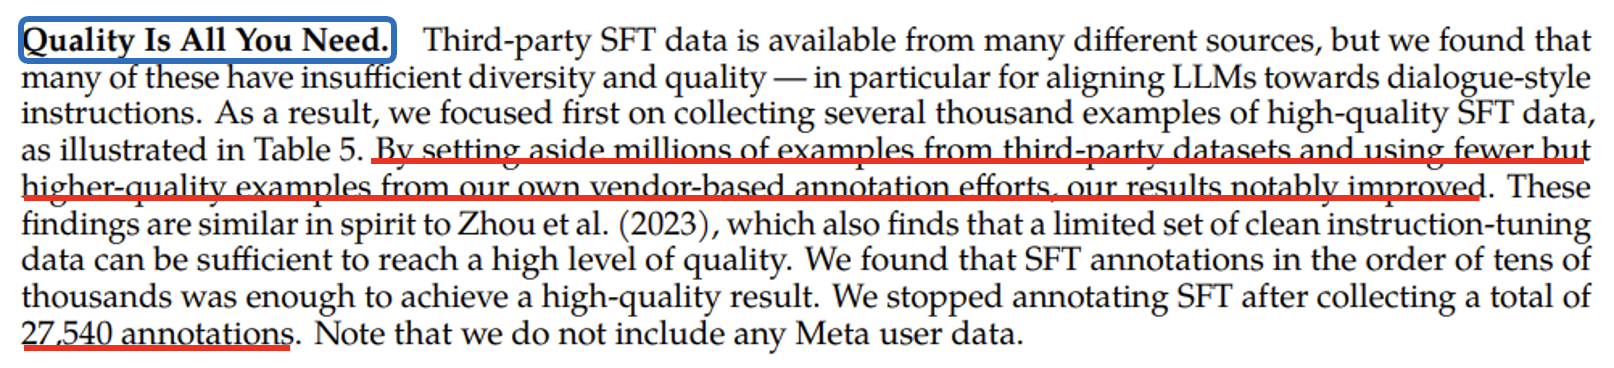 Quality Is All You Need. Third-party SFT data is available from many different sources, but we found that
many of these have insufficient diversity and quality — in particular for aligning LLMs towards dialogue-style
instructions. As a result, we focused first on collecting several thousand examples of high-quality SFT data,
as illustrated in Table 5. By setting aside millions of examples from third-party datasets and using fewer but
higher-quality examples from our own vendor-based annotation efforts, our results notably improved. These
findings are similar in spirit to Zhou et al. (2023), which also finds that a limited set of clean instruction-tuning
data can be sufficient to reach a high level of quality. We found that SFT annotations in the order of tens of
thousands was enough to achieve a high-quality result. We stopped annotating SFT after collecting a total of
27,540 annotations. Note that we do not include any Meta user data.